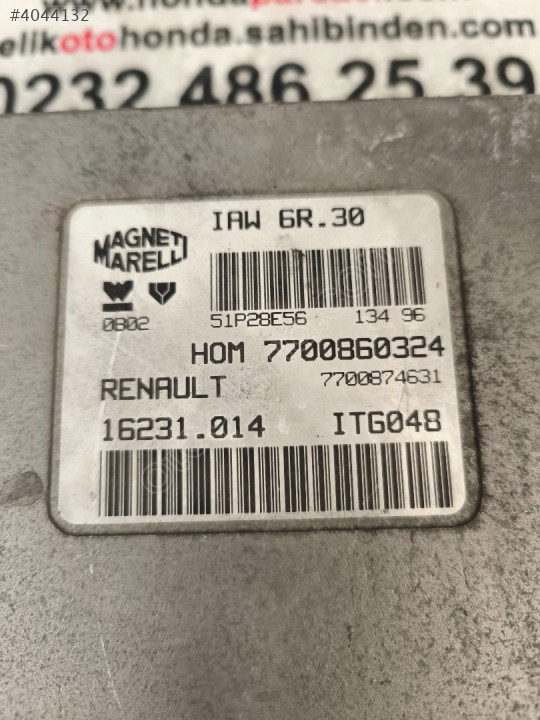 #4044132
elikotohonda.sahibinden.com
0232 486 25 39
IAW 6R.30
MAGNETI
MARELLI
0802
51P28E56 134 96
HOM 7700860324
RENAULT 7700874631
16231.014 ITG048